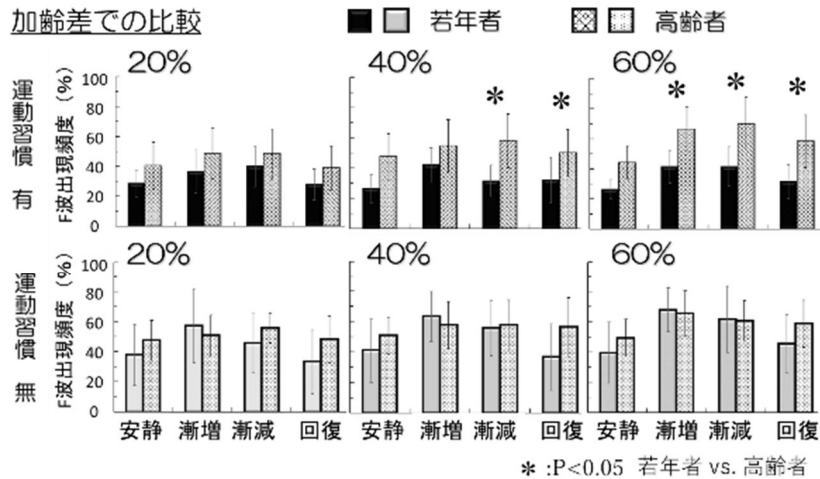 加齢差での比較
若年者 高齢者
20% 40% 60%
運動習慣 有
F波出現頻度 (%)
100
80
60
40
20
0
* * * * *
20% 40% 60%
運動習慣 無
F波出現頻度 (%)
100
80
60
40
20
0
安静 漸増 漸減 回復 安静 漸増 漸減 回復 安静 漸増 漸減 回復
* :P<0.05 若年者 vs. 高齢者